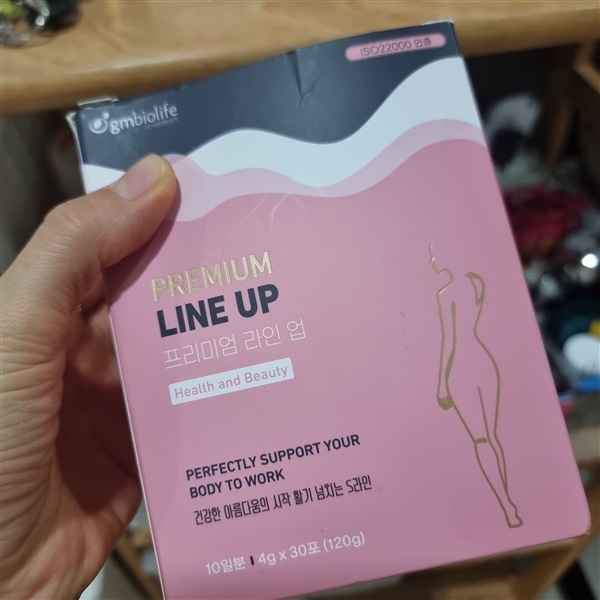 ISO22000 인증
gmbiolife
PREMIUM
LINE UP
프리미엄 라인 업
Health and Beauty
PERFECTLY SUPPORT YOUR
BODY TO WORK
건강한 아름다움의 시작 활기 넘치는 S라인
10일분 | 4g x 30포 (120g)